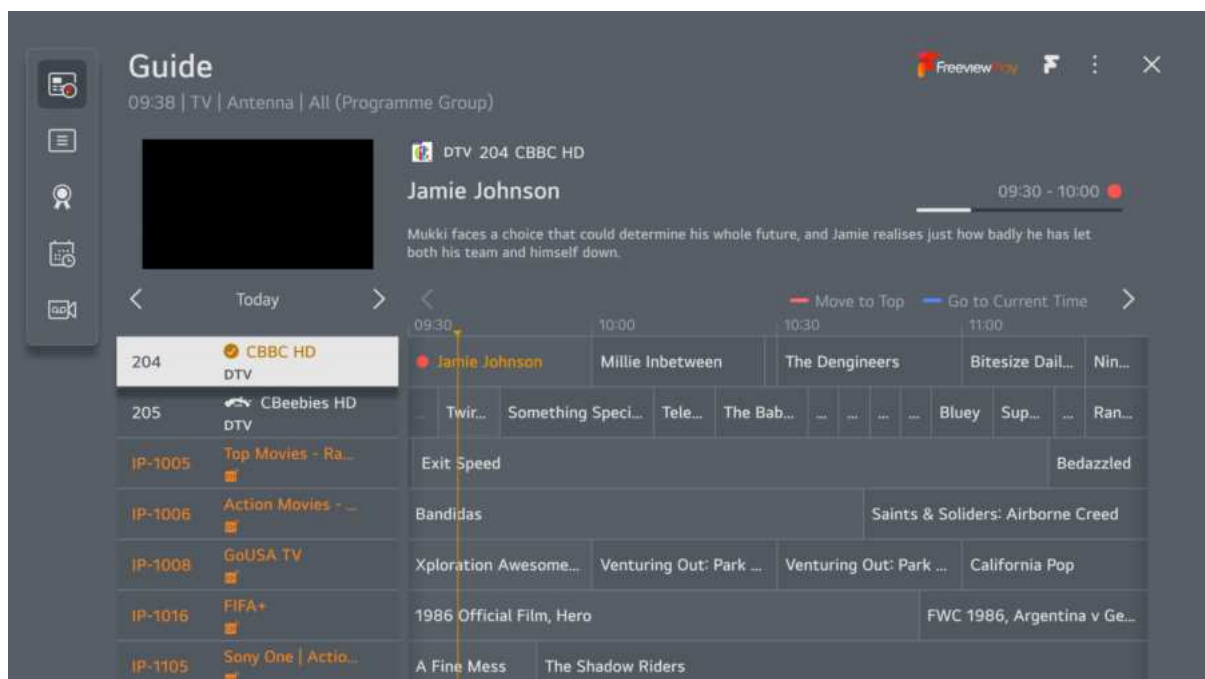 Guide
FreeviewPlay
09:38 | TV | Antenna | All (Programme Group)
DTV 204 CBBC HD
Jamie Johnson
09:30 - 10:00
Mukki faces a choice that could determine his whole future, and Jamie realises just how badly he has let
both his team and himself down.
Today
Move to Top Go to Current Time
09:30 10:00 10:30 11:00
204 CBBC HD Jamie Johnson Millie Inbetween The Dengineers Bitesize Dail... Nin...
DTV
205 CBeebies HD ... Twir... Something Speci... Tele... The Bab... ... ... ... ... Bluey Sup... ... Ran...
DTV
IP-1005 Top Movies - Ra... Exit Speed Bedazzled
IP-1006 Action Movies - ... Bandidas Saints & Soliders: Airborne Creed
IP-1008 GoUSA TV Xploration Awesome... Venturing Out: Park ... Venturing Out: Park ... California Pop
IP-1016 FIFA+ 1986 Official Film, Hero FWC 1986, Argentina v Ge...
IP-1105 Sony One | Actio... A Fine Mess The Shadow Riders